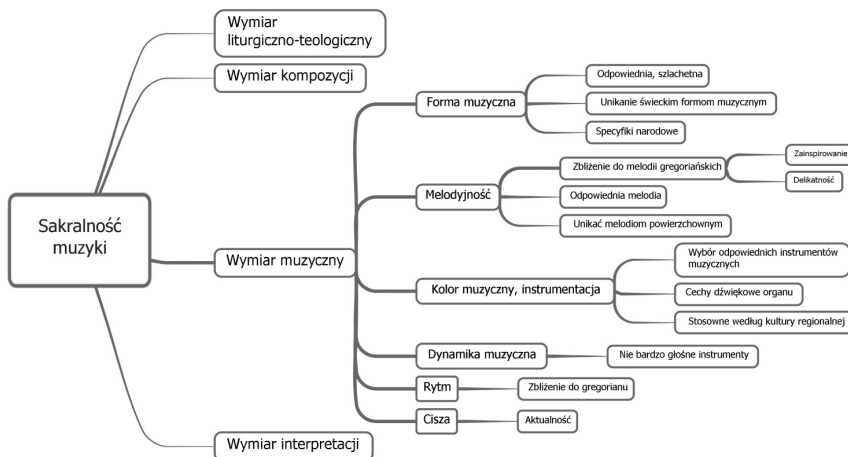 Sakralność
muzyki
Wymiar
liturgiczno-teologiczny
Wymiar kompozycji
Wymiar muzyczny
Forma muzyczna
Odpowiednia, szlachetna
Unikanie świeckim formom muzycznym
Specyfiki narodowe
Melodyjność
Zbliżenie do melodii gregoriańskich
Zainspirowanie
Delikatność
Odpowiednia melodia
Unikać melodiom powierzchownym
Kolor muzyczny, instrumentacja
Wybór odpowiednich instrumentów
muzycznych
Cechy dźwiękowe organu
Stosowne według kultury regionalnej
Dynamika muzyczna
Nie bardzo głośne instrumenty
Rytm
Zbliżenie do gregorianu
Cisza
Aktualność
Wymiar interpretacji